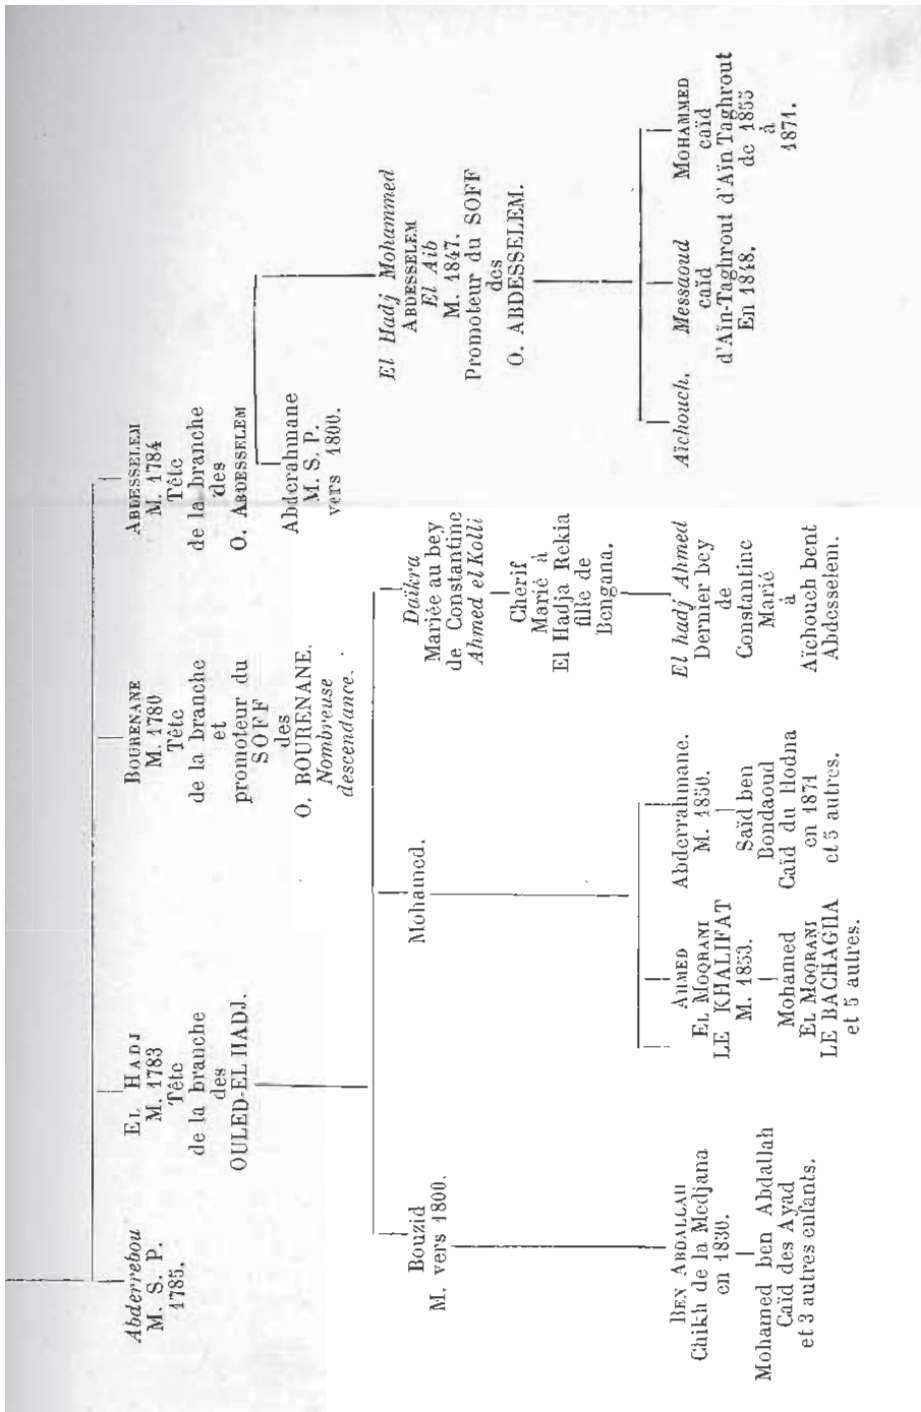 Abderrebou
M. S. P.
1785.
EL HADJ
M. 1783
Tête
de la branche
des
OULED-EL HADJ.
BOURENANE
M. 1780
Tête
de la branche
et
promoteur du
SOFF
des
O. BOURENANE.
Nombreuse
descendance.
ABDESSELEM
M. 1784
Tête
de la branche
des
O. ABDESSELEM
Bouzid
M. vers 1800.
Mohamed.
Daïkra
Mariée au bey
de Constantine
Ahmed el Kolli
Cherif
Marié à
El Hadja Rekia
fille de
Bengana.
Abderahmane
M. S. P.
vers 1800.
El Hadj Mohammed
ABDESSELEM
El Aib
M. 1847.
Promoteur du SOFF
des
O. ABDESSELEM.
BEN ABDALLAH
Chikh de la Medjana
en 1830.
Mohamed ben Abdallah
Caïd des Ayad
et 3 autres enfants.
AHMED
EL MOQRANI
LE KHALIFAT
M. 1853.
Mohamed
EL MOQRANI
LE BACHAGHA
et 5 autres.
Abderrahmane.
M. 1850.
Saïd ben
Bondaoud
Caïd du Hodna
en 1871
et 5 autres.
El hadj Ahmed
Dernier bey
de
Constantine
Marié
à
Aïchouch bent
Abdesselem.
Aïchouch.
Messaoud
caïd
d'Aïn-Taghrout
En 1848.
MOHAMMED
caïd
d'Aïn Taghrout
de 1855
à
1871.